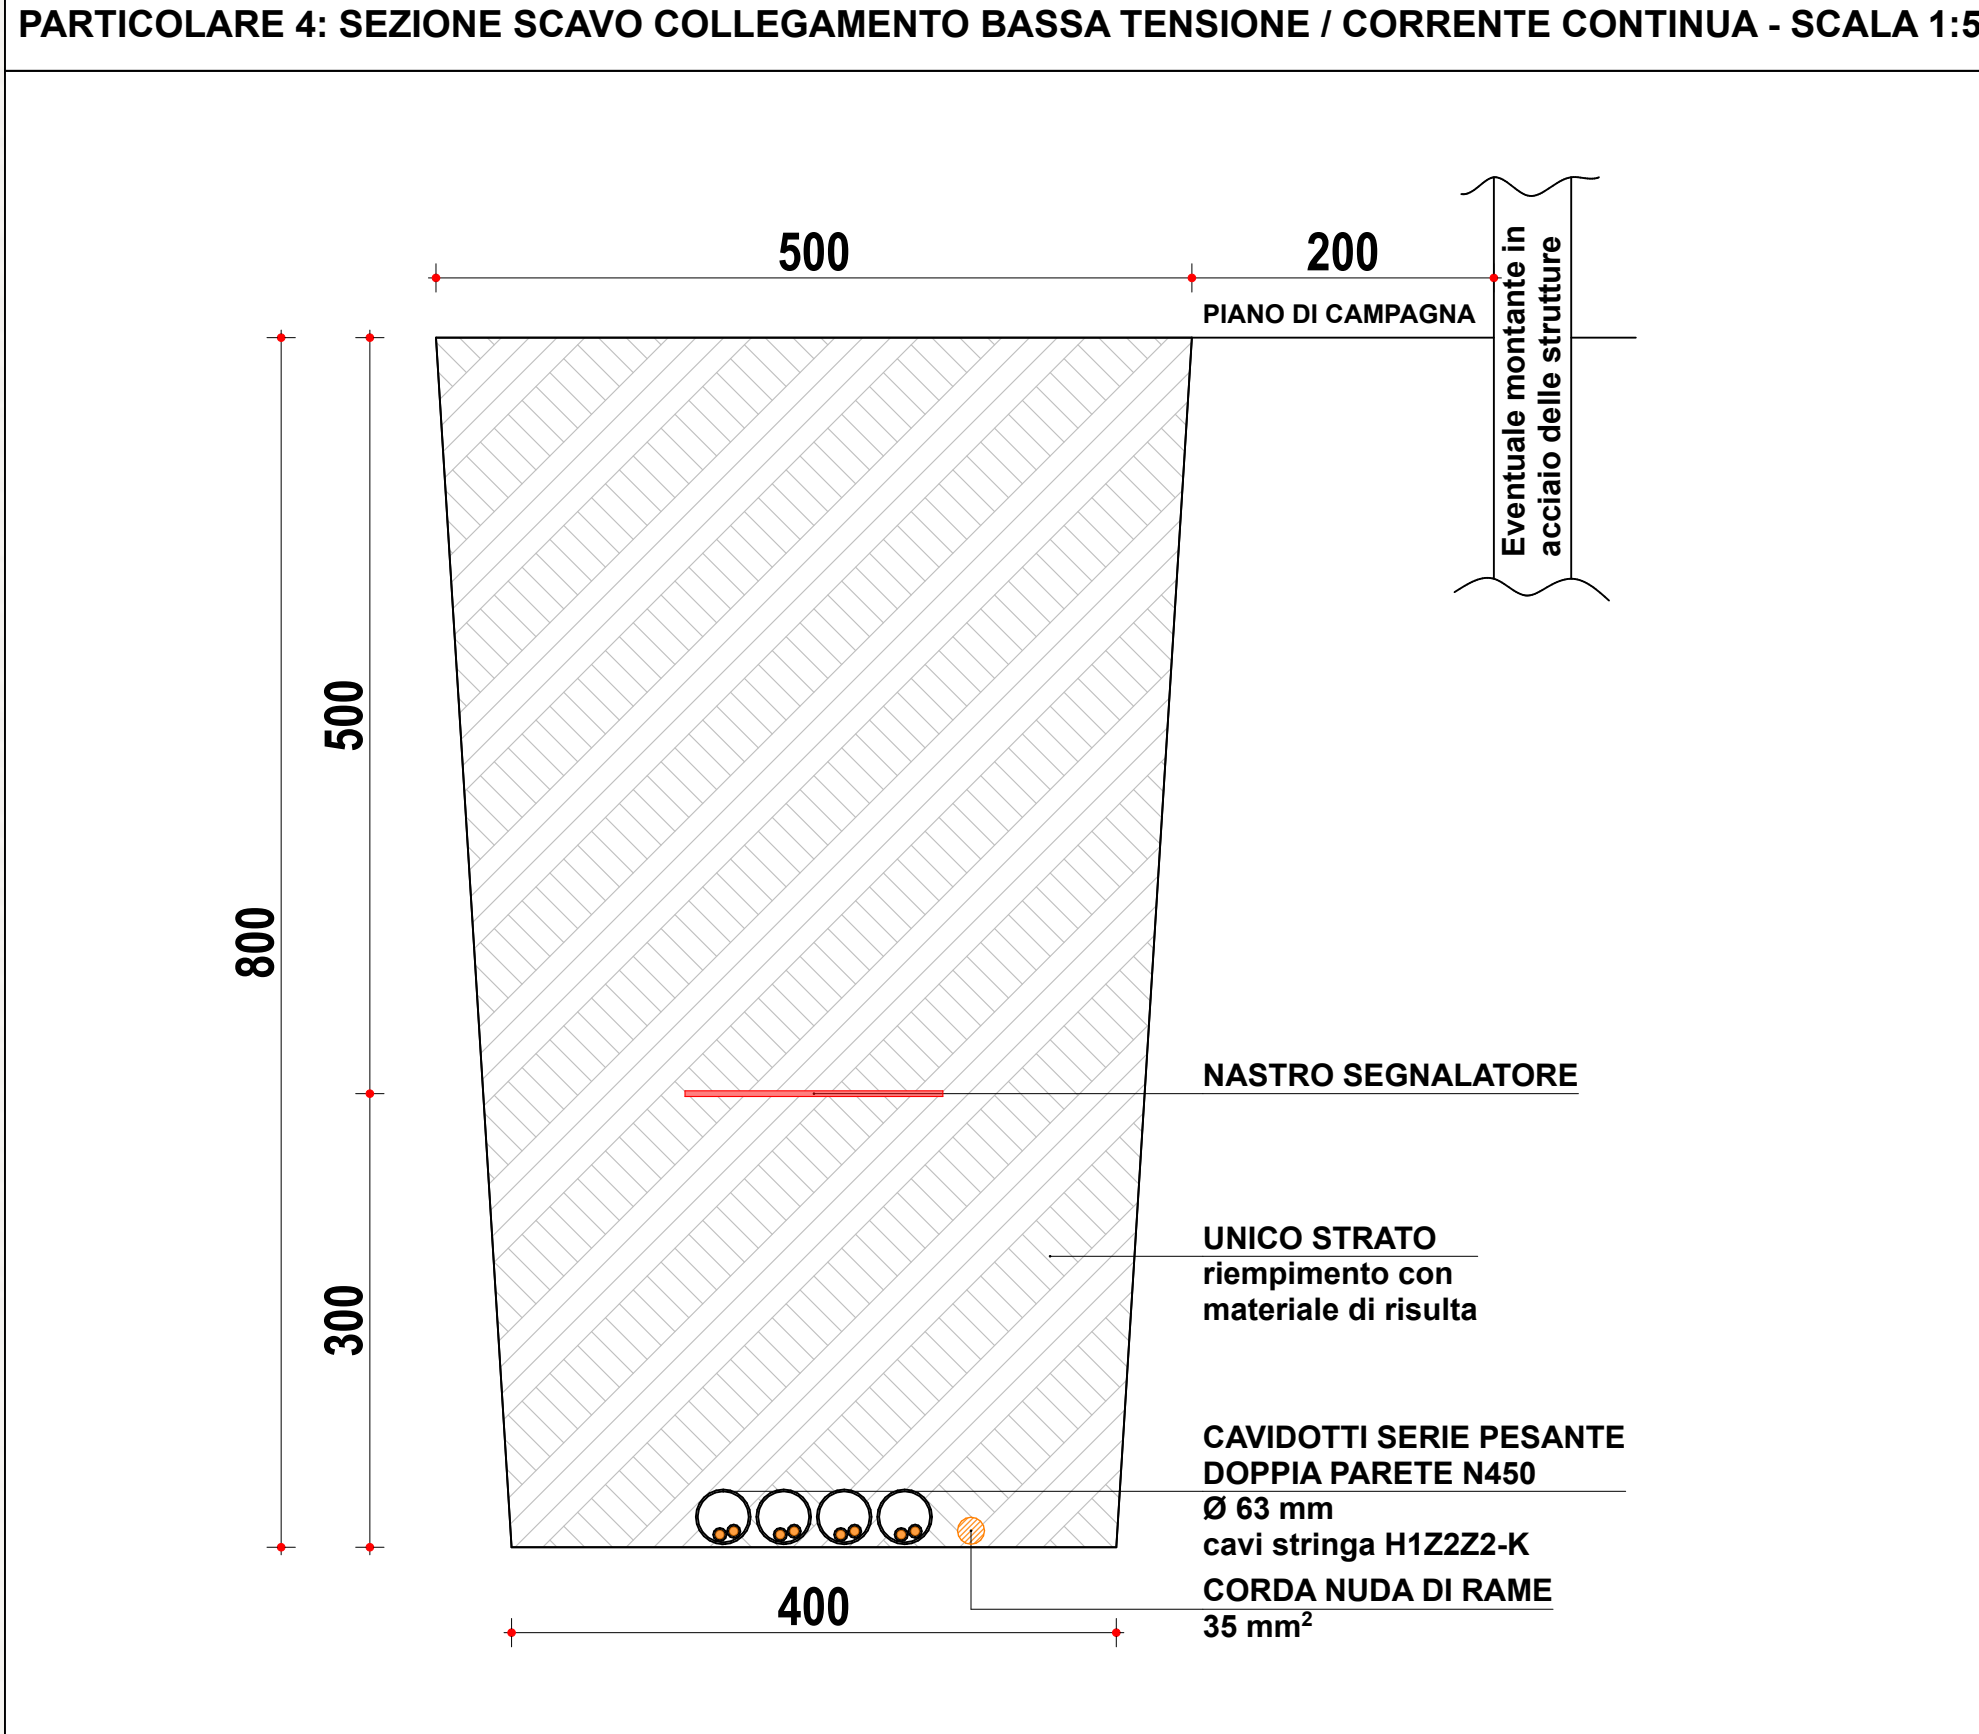 PARTICOLARE 4: SEZIONE SCAVO COLLEGAMENTO BASSA TENSIONE / CORRENTE CONTINUA - SCALA 1:5
500
200
PIANO DI CAMPAGNA
Eventuale montante in
acciaio delle strutture
500
800
NASTRO SEGNALATORE
UNICO STRATO
riempimento con
materiale di risulta
300
CAVIDOTTI SERIE PESANTE
DOPPIA PARETE N450
Ø 63 mm
cavi stringa H1Z2Z2-K
CORDA NUDA DI RAME
35 mm²
400